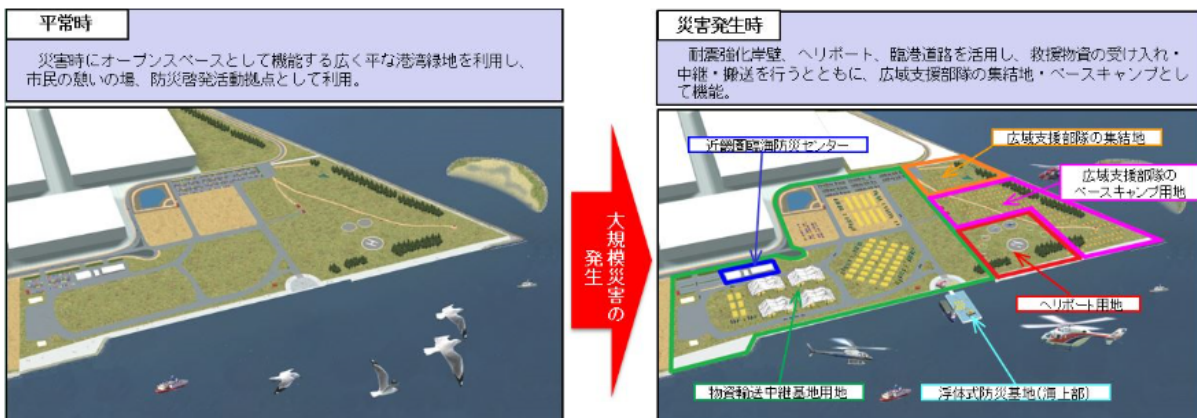 平常時
災害時にオープンスペースとして機能する広く平な港湾緑地を利用し、
市民の憩いの場、防災啓発活動拠点として利用。
大規模災害の
発生
災害発生時
耐震強化岸壁、ヘリポート、臨港道路を活用し、救援物資の受け入れ・
中継・搬送を行うとともに、広域支援部隊の集結地・ベースキャンプとし
て機能。
近畿圏臨海防災センター
広域支援部隊の集結地
広域支援部隊の
ベースキャンプ用地
ヘリポート用地
物資輸送中継基地用地
浮体式防災基地(海上部)
H
H